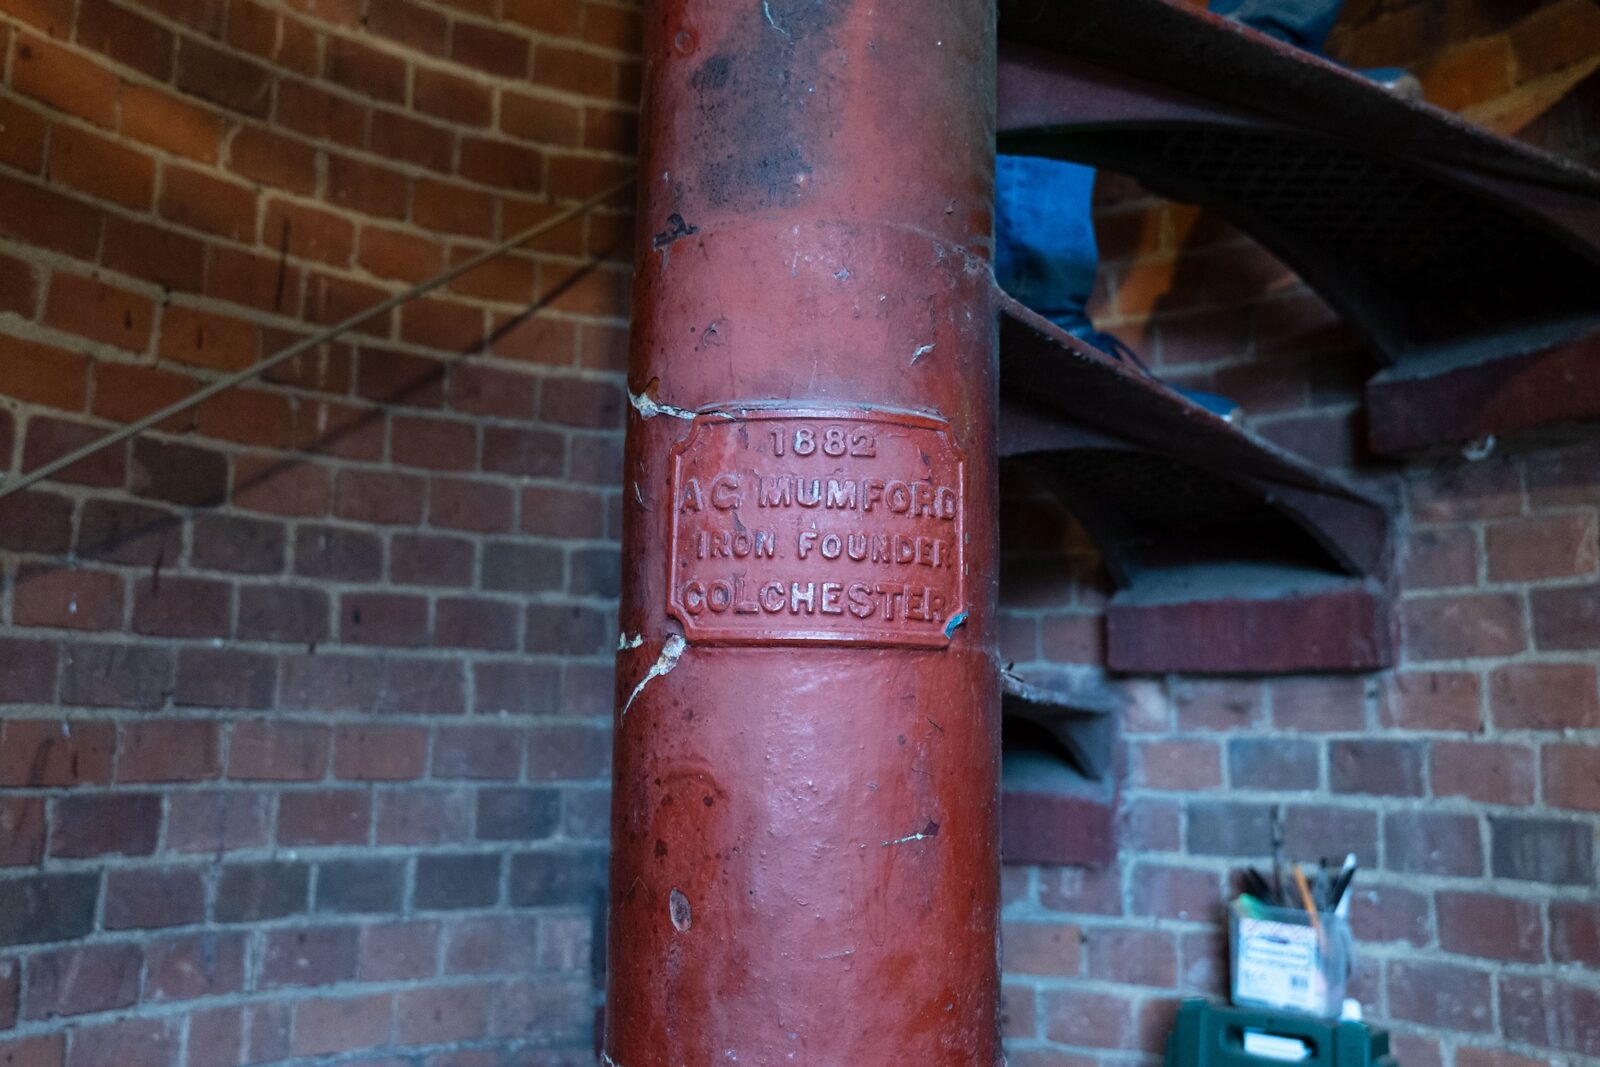 1882
A G MUMFORD
IRON FOUNDER
COLCHESTER